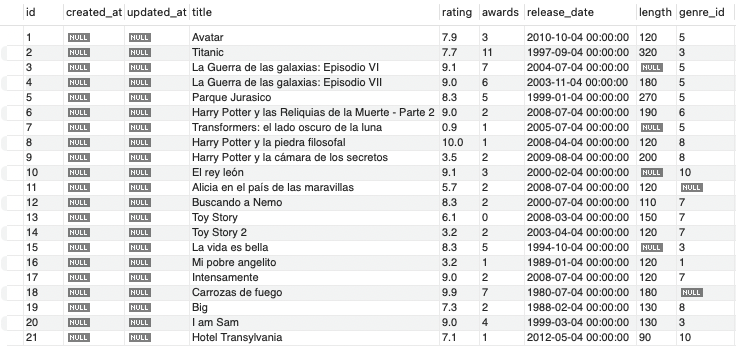 id created_at updated_at title rating awards release_date length genre_id
1 NULL NULL Avatar 7.9 3 2010-10-04 00:00:00 120 5
2 NULL NULL Titanic 7.7 11 1997-09-04 00:00:00 320 3
3 NULL NULL La Guerra de las galaxias: Episodio VI 9.1 7 2004-07-04 00:00:00 NULL 5
4 NULL NULL La Guerra de las galaxias: Episodio VII 9.0 6 2003-11-04 00:00:00 180 5
5 NULL NULL Parque Jurasico 8.3 5 1999-01-04 00:00:00 270 5
6 NULL NULL Harry Potter y las Reliquias de la Muerte - Parte 2 9.0 2 2008-07-04 00:00:00 190 6
7 NULL NULL Transformers: el lado oscuro de la luna 0.9 1 2005-07-04 00:00:00 NULL 5
8 NULL NULL Harry Potter y la piedra filosofal 10.0 1 2008-04-04 00:00:00 120 8
9 NULL NULL Harry Potter y la cámara de los secretos 3.5 2 2009-08-04 00:00:00 200 8
10 NULL NULL El rey león 9.1 3 2000-02-04 00:00:00 NULL 10
11 NULL NULL Alicia en el país de las maravillas 5.7 2 2008-07-04 00:00:00 120 NULL
12 NULL NULL Buscando a Nemo 8.3 2 2000-07-04 00:00:00 110 7
13 NULL NULL Toy Story 6.1 0 2008-03-04 00:00:00 150 7
14 NULL NULL Toy Story 2 3.2 2 2003-04-04 00:00:00 120 7
15 NULL NULL La vida es bella 8.3 5 1994-10-04 00:00:00 NULL 3
16 NULL NULL Mi pobre angelito 3.2 1 1989-01-04 00:00:00 120 1
17 NULL NULL Intensamente 9.0 2 2008-07-04 00:00:00 120 7
18 NULL NULL Carrozas de fuego 9.9 7 1980-07-04 00:00:00 180 NULL
19 NULL NULL Big 7.3 2 1988-02-04 00:00:00 130 8
20 NULL NULL I am Sam 9.0 4 1999-03-04 00:00:00 130 3
21 NULL NULL Hotel Transylvania 7.1 1 2012-05-04 00:00:00 90 10